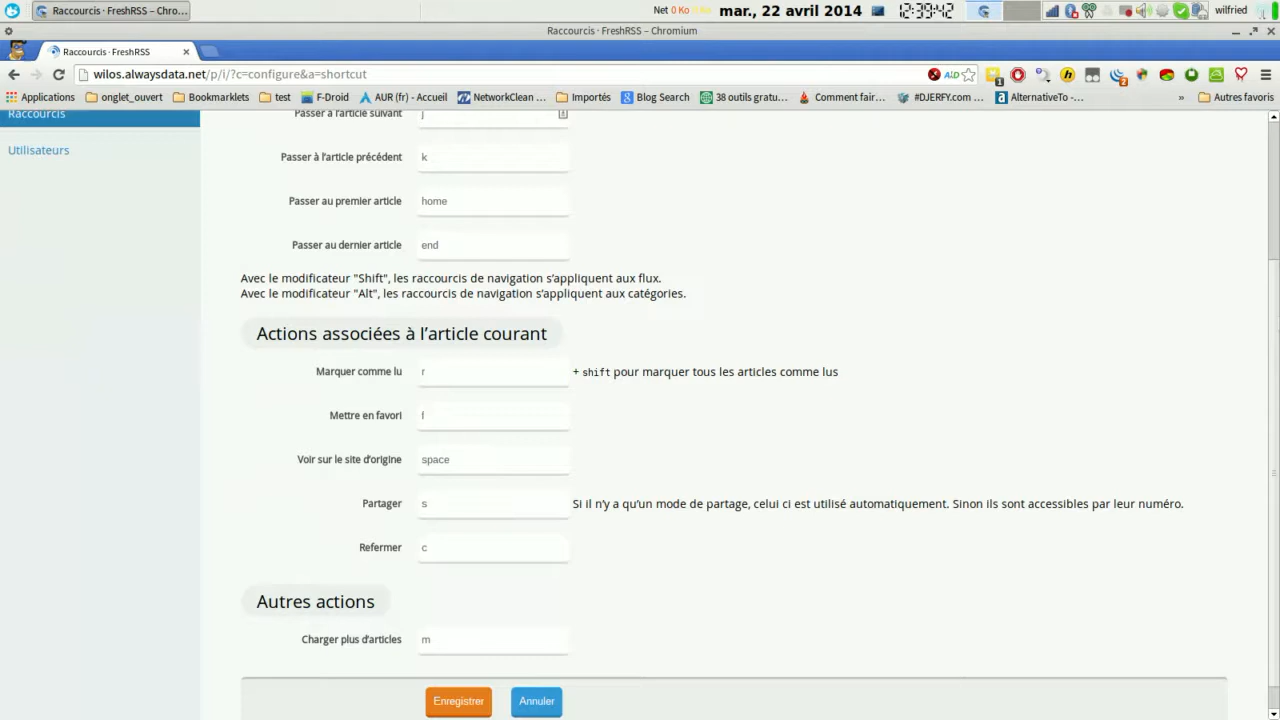 Raccourcis · FreshRSS – Chro...
Net 0 Ko
mar., 22 avril 2014
12:39:42
wilfried
Raccourcis · FreshRSS – Chromium
Raccourcis · FreshRSS
wilos.alwaysdata.net/p/i/?c=configure&a=shortcut
Applications
onglet_ouvert
Bookmarklets
test
F-Droid
AUR (fr) - Accueil
NetworkClean ...
Importés
Blog Search
38 outils gratu...
Comment fair...
#DJERFY.com ...
AlternativeTo -...
»
Autres favoris
Raccourcis
Utilisateurs
Passer à l’article suivant
j
Passer à l’article précédent
k
Passer au premier article
home
Passer au dernier article
end
Avec le modificateur "Shift", les raccourcis de navigation s’appliquent aux flux.
Avec le modificateur "Alt", les raccourcis de navigation s’appliquent aux catégories.
Actions associées à l’article courant
Marquer comme lu
r
+ shift pour marquer tous les articles comme lus
Mettre en favori
f
Voir sur le site d’origine
space
Partager
s
Si il n’y a qu’un mode de partage, celui ci est utilisé automatiquement. Sinon ils sont accessibles par leur numéro.
Refermer
c
Autres actions
Charger plus d’articles
m
Enregistrer
Annuler